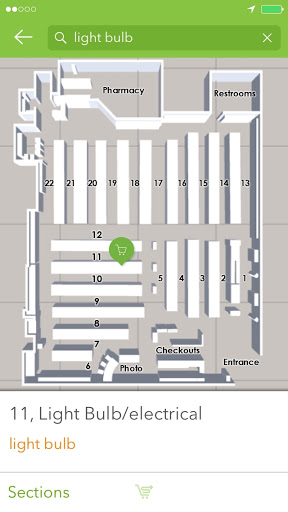 light bulb
Pharmacy
Restrooms
22 21 20 19 18 17 16 15 14 13
12
11
10
9
8
7
6
5 4 3 2 1
Checkouts
Photo
Entrance
11, Light Bulb/electrical
light bulb
Sections